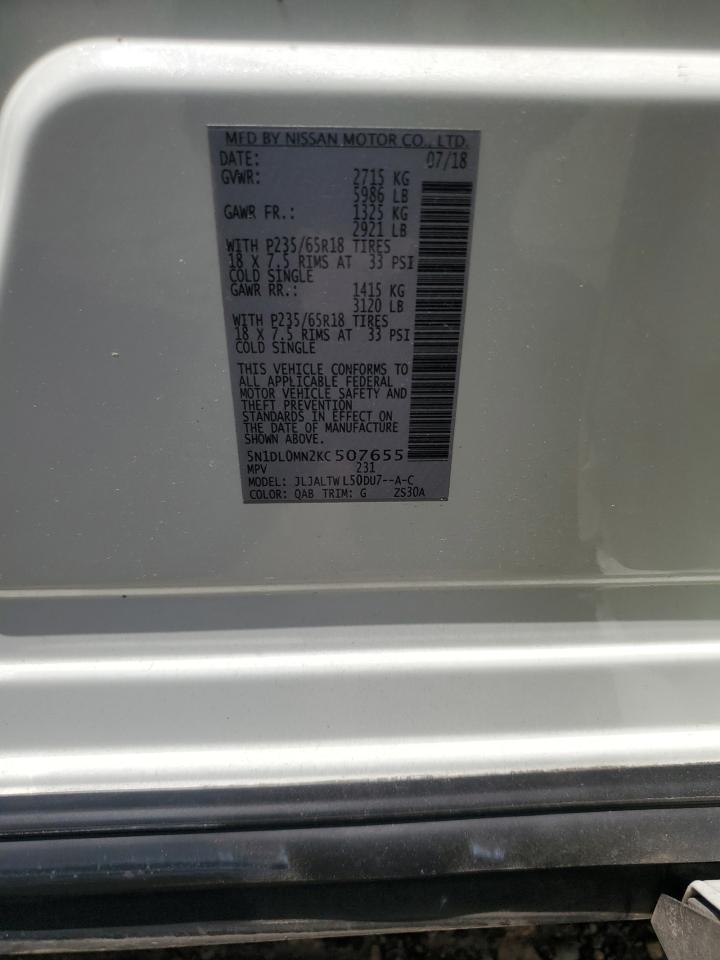 MFD BY NISSAN MOTOR CO., LTD.
DATE: 07/18
GVWR: 2715 KG
5986 LB
GAWR FR.: 1325 KG
2921 LB
WITH P235/65R18 TIRES
18 X 7.5 RIMS AT 33 PSI
COLD SINGLE
GAWR RR.: 1415 KG
3120 LB
WITH P235/65R18 TIRES
18 X 7.5 RIMS AT 33 PSI
COLD SINGLE
THIS VEHICLE CONFORMS TO
ALL APPLICABLE FEDERAL
MOTOR VEHICLE SAFETY AND
THEFT PREVENTION
STANDARDS IN EFFECT ON
THE DATE OF MANUFACTURE
SHOWN ABOVE.
5N1DL0MN2KC507655
MPV 231
MODEL: JLJALTWL50DU7--A-C
COLOR: QAB TRIM: G ZS30A